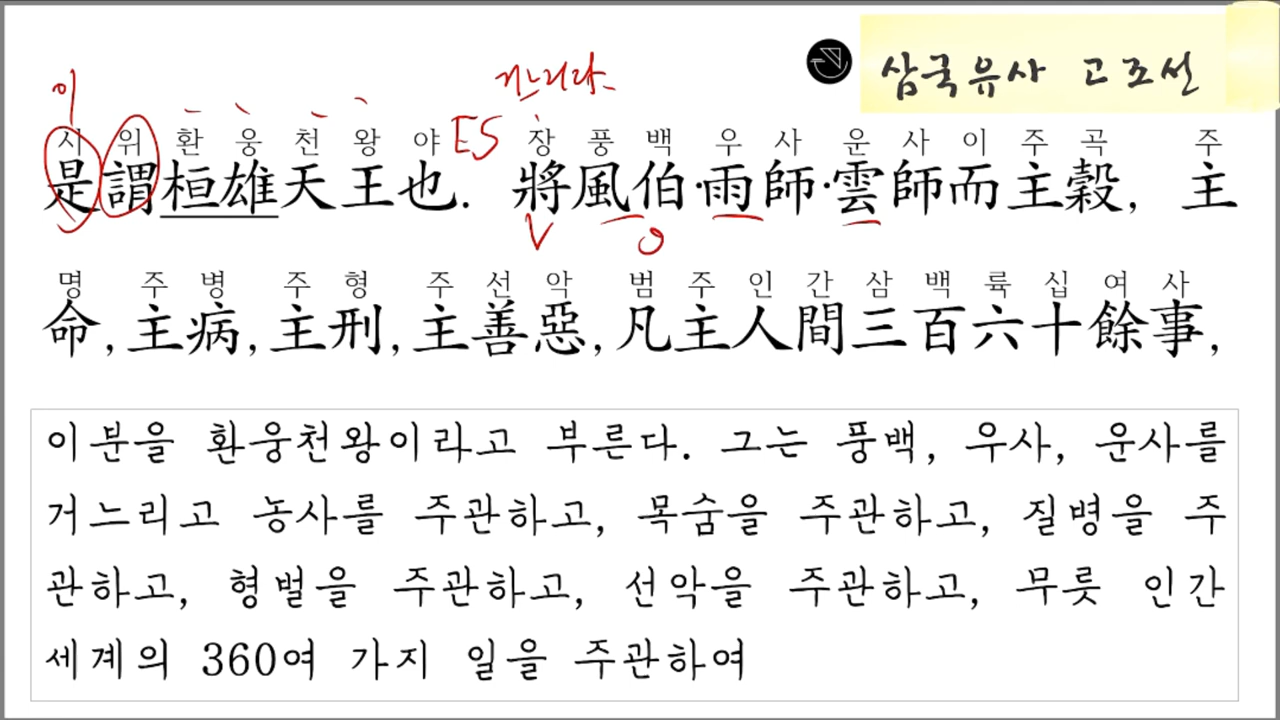 삼국유사 고조선
이 거느리다
시 위 환 웅 천 왕 야 ES 장 풍 백 우 사 운 사 이 주 곡 주
是謂桓雄天王也. 將風伯·雨師·雲師而主穀, 主
V O
명 주 병 주 형 주 선 악 범 주 인 간 삼 백 륙 십 여 사
命, 主病, 主刑, 主善惡, 凡主人間三百六十餘事,
이분을 환웅천왕이라고 부른다. 그는 풍백, 우사, 운사를
거느리고 농사를 주관하고, 목숨을 주관하고, 질병을 주
관하고, 형벌을 주관하고, 선악을 주관하고, 무릇 인간
세계의 360여 가지 일을 주관하여